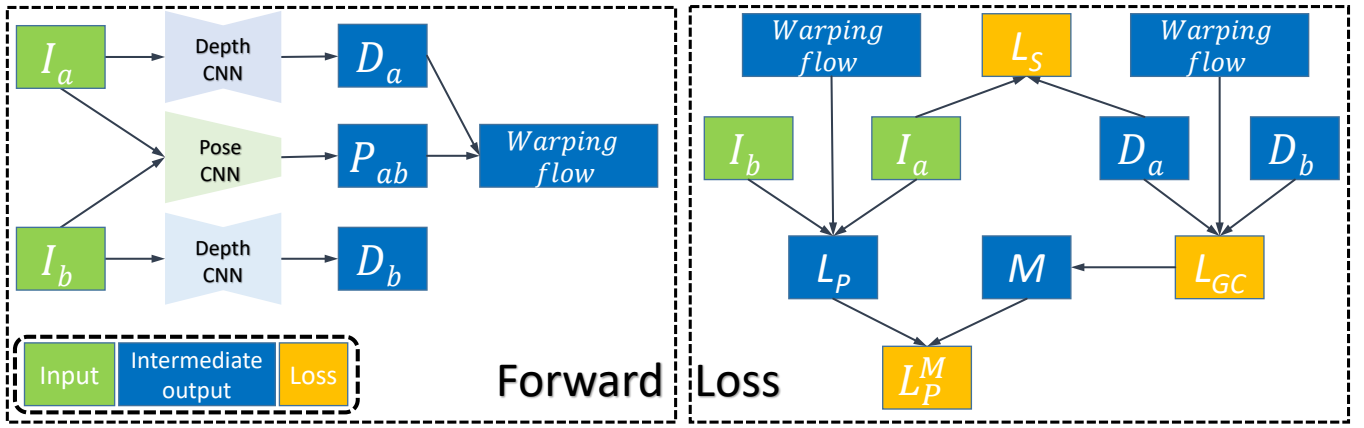 I_a
Depth
CNN
D_a
Pose
CNN
P_ab
Warping
flow
I_b
Depth
CNN
D_b
Input
Intermediate
output
Loss
Forward
Warping
flow
L_S
Warping
flow
I_b
I_a
D_a
D_b
L_P
M
L_GC
L_P^M
Loss